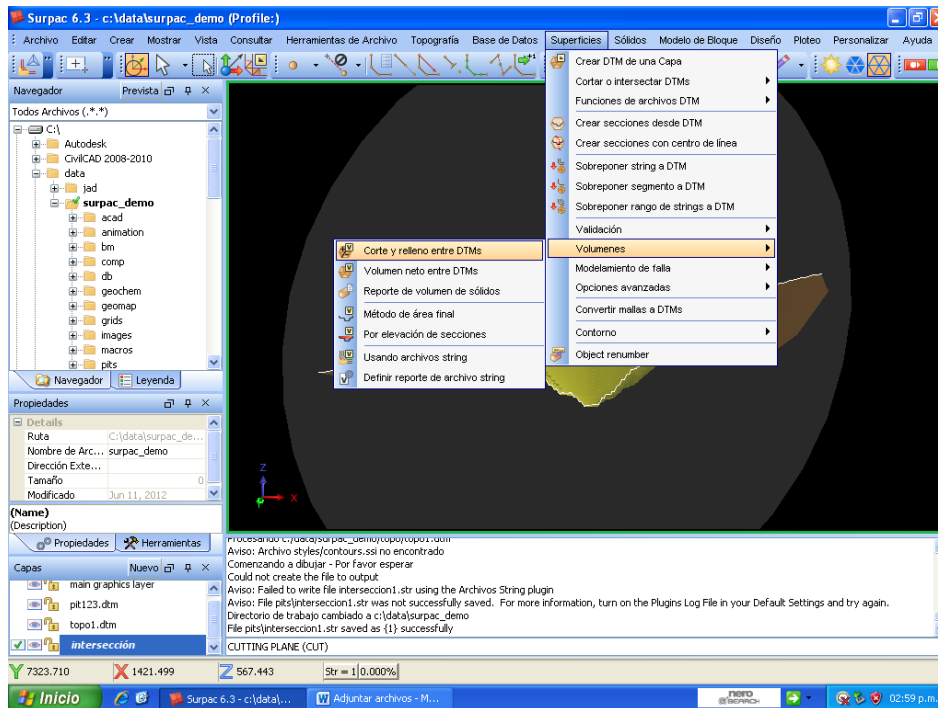 Surpac 6.3 - c:\data\surpac_demo (Profile:)
Archivo Editar Crear Mostrar Vista Consultar Herramientas de Archivo Topografía Base de Datos Superficies Sólidos Modelo de Bloque Diseño Ploteo Personalizar Ayuda
Navegador Prevista
Todos Archivos (.*.*)
C:\
Autodesk
CivilCAD 2008-2010
data
jad
surpac_demo
acad
animation
bm
comp
db
geochem
geomap
grids
images
macros
pits
Navegador Leyenda
Crear DTM de una Capa
Cortar o intersectar DTMs
Funciones de archivos DTM
Crear secciones desde DTM
Crear secciones con centro de línea
Sobreponer string a DTM
Sobreponer segmento a DTM
Sobreponer rango de strings a DTM
Validación
Volumenes
Modelamiento de falla
Opciones avanzadas
Convertir mallas a DTMs
Contorno
Object renumber
Corte y relleno entre DTMs
Volumen neto entre DTMs
Reporte de volumen de sólidos
Método de área final
Por elevación de secciones
Usando archivos string
Definir reporte de archivo string
Z
X
Y
Propiedades
Details
Ruta C:\data\surpac_de...
Nombre de Arc... surpac_demo
Dirección Exte...
Tamaño 0
Modificado Jun 11, 2012
(Name)
(Description)
Propiedades Herramientas
Capas Nuevo
main graphics layer
pit123.dtm
topo1.dtm
intersección
Procesando c:/data/surpac_demo/topo/topo1.dtm
Aviso: Archivo styles/contours.ssi no encontrado
Comenzando a dibujar - Por favor esperar
Could not create the file to output
Aviso: Failed to write file interseccion1.str using the Archivos String plugin
Aviso: File pits\interseccion1.str was not successfully saved. For more information, turn on the Plugins Log File in your Default Settings and try again.
Directorio de trabajo cambiado a c:\data\surpac_demo
File pits\interseccion1.str saved as {1} successfully
CUTTING PLANE (CUT)
Y 7323.710 X 1421.499 Z 567.443 Str = 1 0.000%
Inicio Surpac 6.3 - c:\data\... Adjuntar archivos - M... nero SEARCH 02:59 p.m.